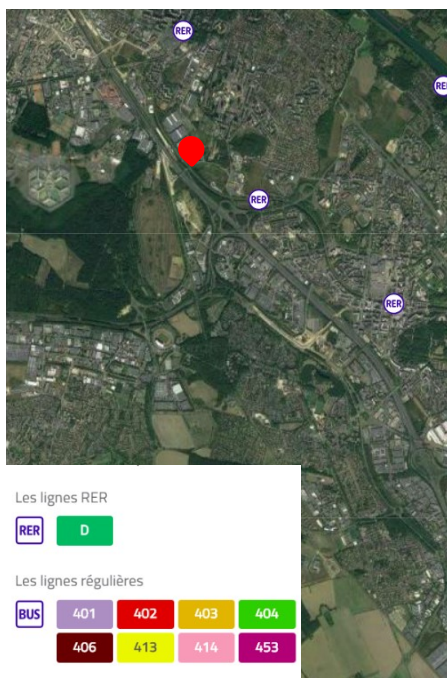 RER
RER
RER
RER
Les lignes RER
RER D
Les lignes régulières
BUS 401 402 403 404
406 413 414 453